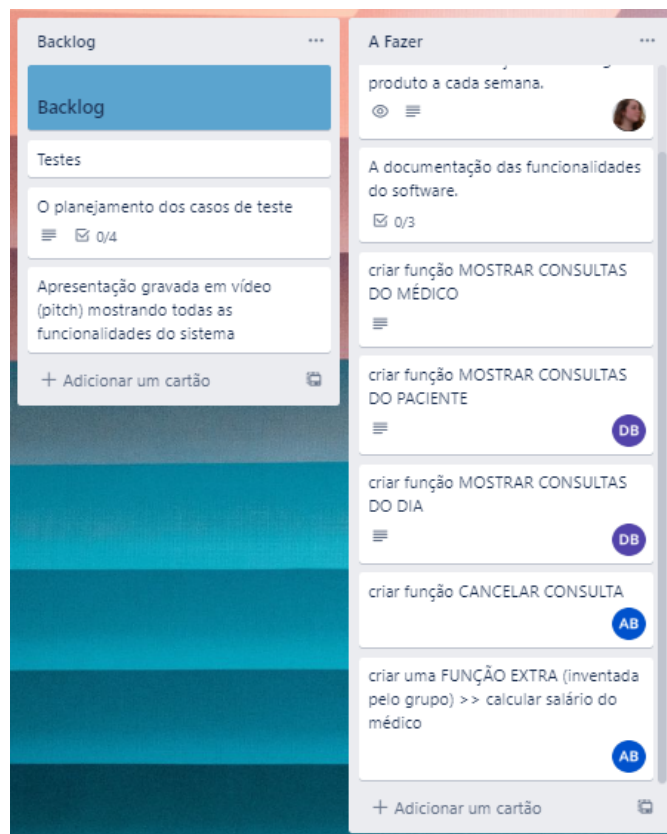 Backlog
Backlog
Testes
O planejamento dos casos de teste
0/4
Apresentação gravada em vídeo
(pitch) mostrando todas as
funcionalidades do sistema
+ Adicionar um cartão
A Fazer
produto a cada semana.
A documentação das funcionalidades
do software.
0/3
criar função MOSTRAR CONSULTAS
DO MÉDICO
criar função MOSTRAR CONSULTAS
DO PACIENTE
DB
criar função MOSTRAR CONSULTAS
DO DIA
DB
criar função CANCELAR CONSULTA
AB
criar uma FUNÇÃO EXTRA (inventada
pelo grupo) >> calcular salário do
médico
AB
+ Adicionar um cartão